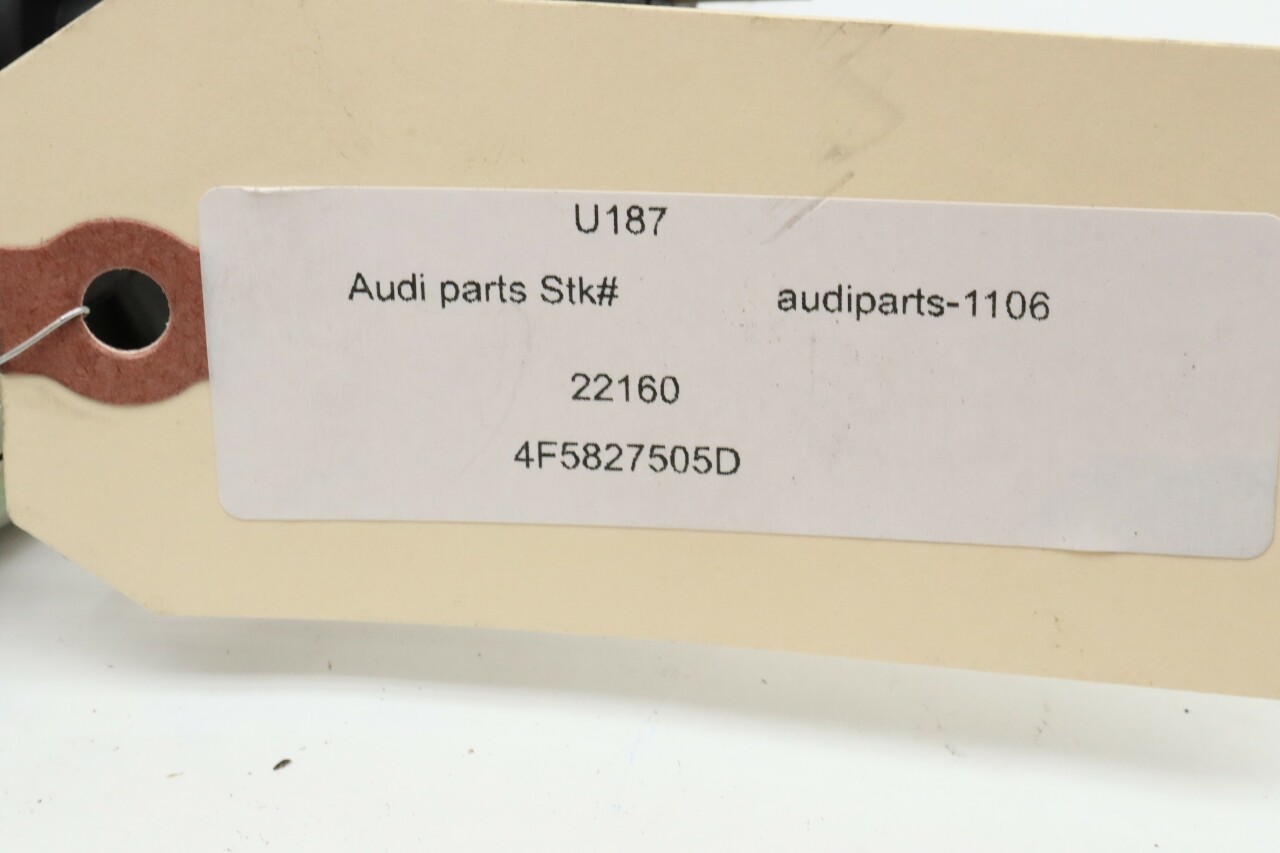 U187
Audi parts Stk# audiparts-1106
22160
4F5827505D